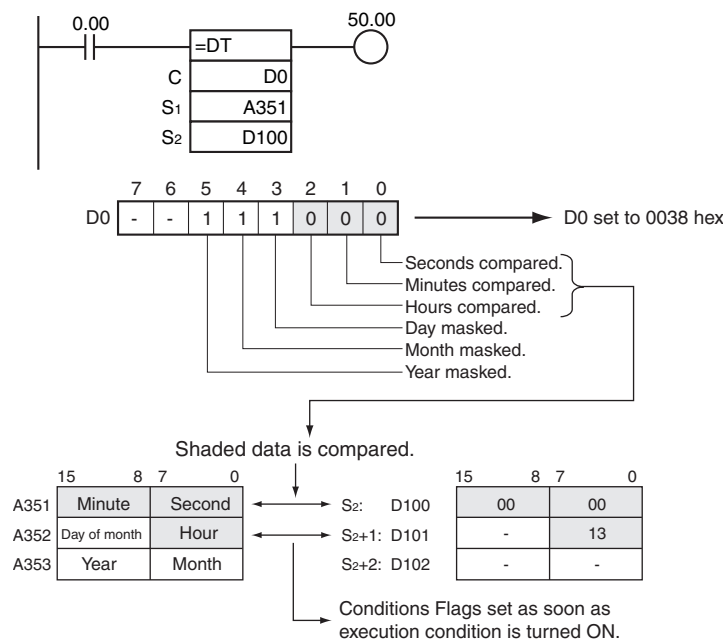 0.00
50.00
=DT
C D0
S1 A351
S2 D100
7 6 5 4 3 2 1 0
D0 - - 1 1 1 0 0 0 D0 set to 0038 hex
Seconds compared.
Minutes compared.
Hours compared.
Day masked.
Month masked.
Year masked.
Shaded data is compared.
15 8 7 0 15 8 7 0
A351 Minute Second S2: D100 00 00
A352 Day of month Hour S2+1: D101 - 13
A353 Year Month S2+2: D102 - -
Conditions Flags set as soon as
execution condition is turned ON.